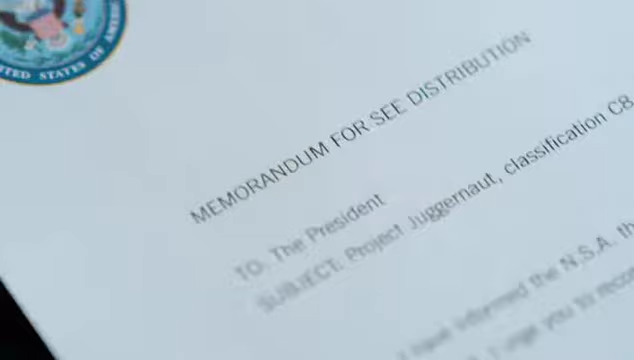 TED STATES OF AMERI
MEMORANDUM FOR SEE DISTRIBUTION
TO: The President
SUBJECT: Project Juggernaut, classification C8
I have informed the N.S.A. th
I urge you to reco